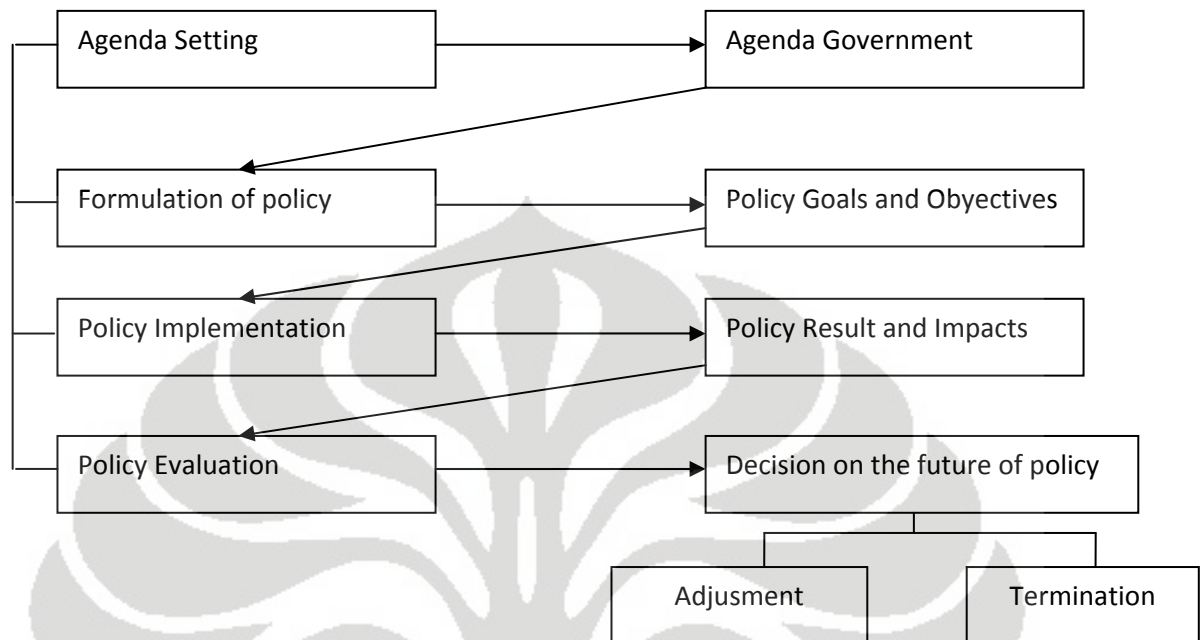 Agenda Setting
Agenda Government
Formulation of policy
Policy Goals and Obyectives
Policy Implementation
Policy Result and Impacts
Policy Evaluation
Decision on the future of policy
Adjusment
Termination